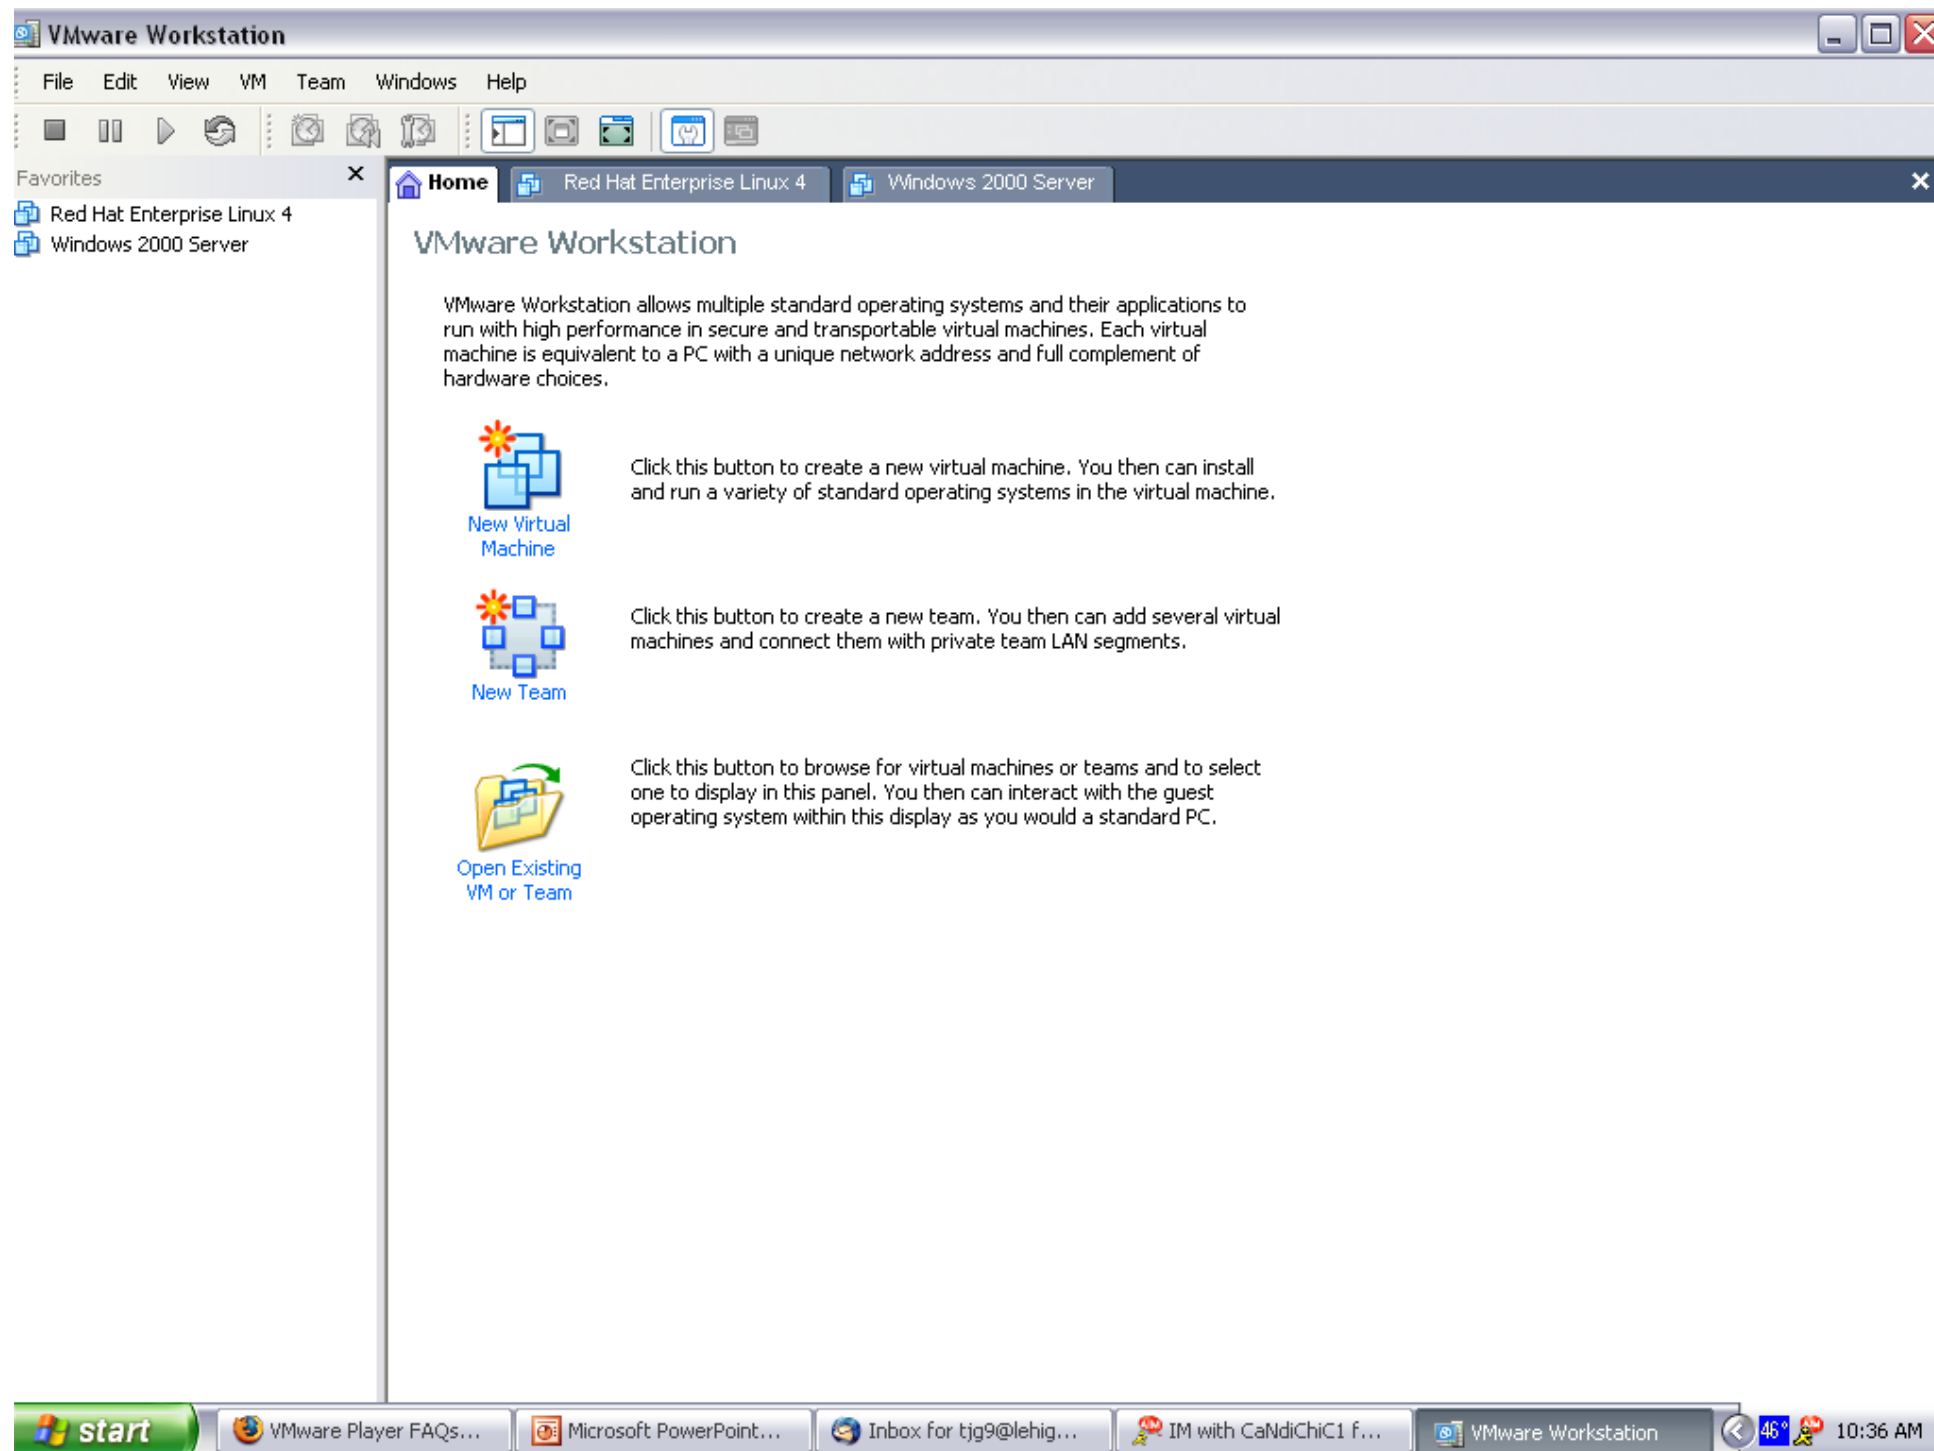 VMware Workstation
File Edit View VM Team Windows Help
Favorites
Red Hat Enterprise Linux 4
Windows 2000 Server
Home Red Hat Enterprise Linux 4 Windows 2000 Server
VMware Workstation
VMware Workstation allows multiple standard operating systems and their applications to
run with high performance in secure and transportable virtual machines. Each virtual
machine is equivalent to a PC with a unique network address and full complement of
hardware choices.
New Virtual
Machine
Click this button to create a new virtual machine. You then can install
and run a variety of standard operating systems in the virtual machine.
New Team
Click this button to create a new team. You then can add several virtual
machines and connect them with private team LAN segments.
Open Existing
VM or Team
Click this button to browse for virtual machines or teams and to select
one to display in this panel. You then can interact with the guest
operating system within this display as you would a standard PC.
start VMware Player FAQs... Microsoft PowerPoint... Inbox for tjg9@lehig... IM with CaNdiChiC1 f... VMware Workstation 46° 10:36 AM